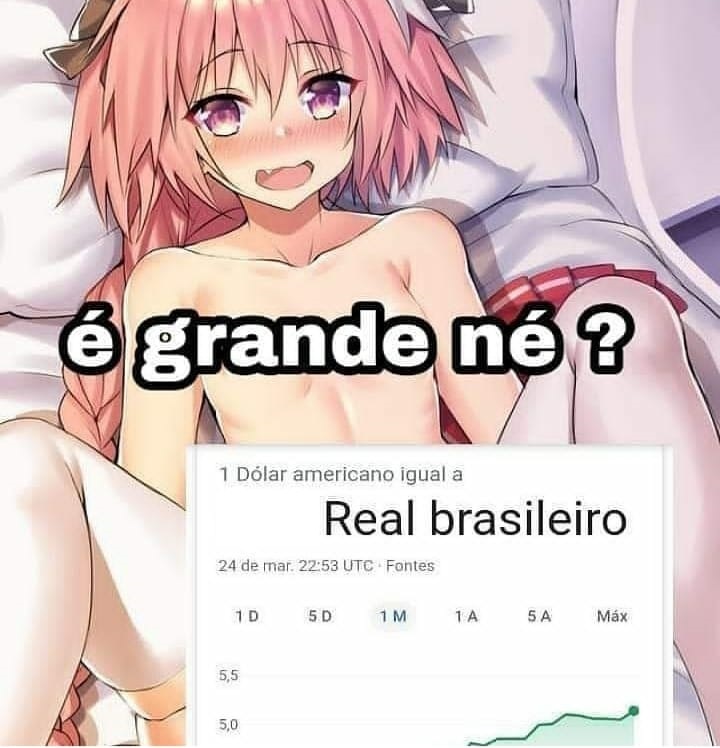 é grande né ?
1 Dólar americano igual a
Real brasileiro
24 de mar. 22:53 UTC · Fontes
1 D 5 D 1 M 1 A 5 A Máx
5,5
5,0